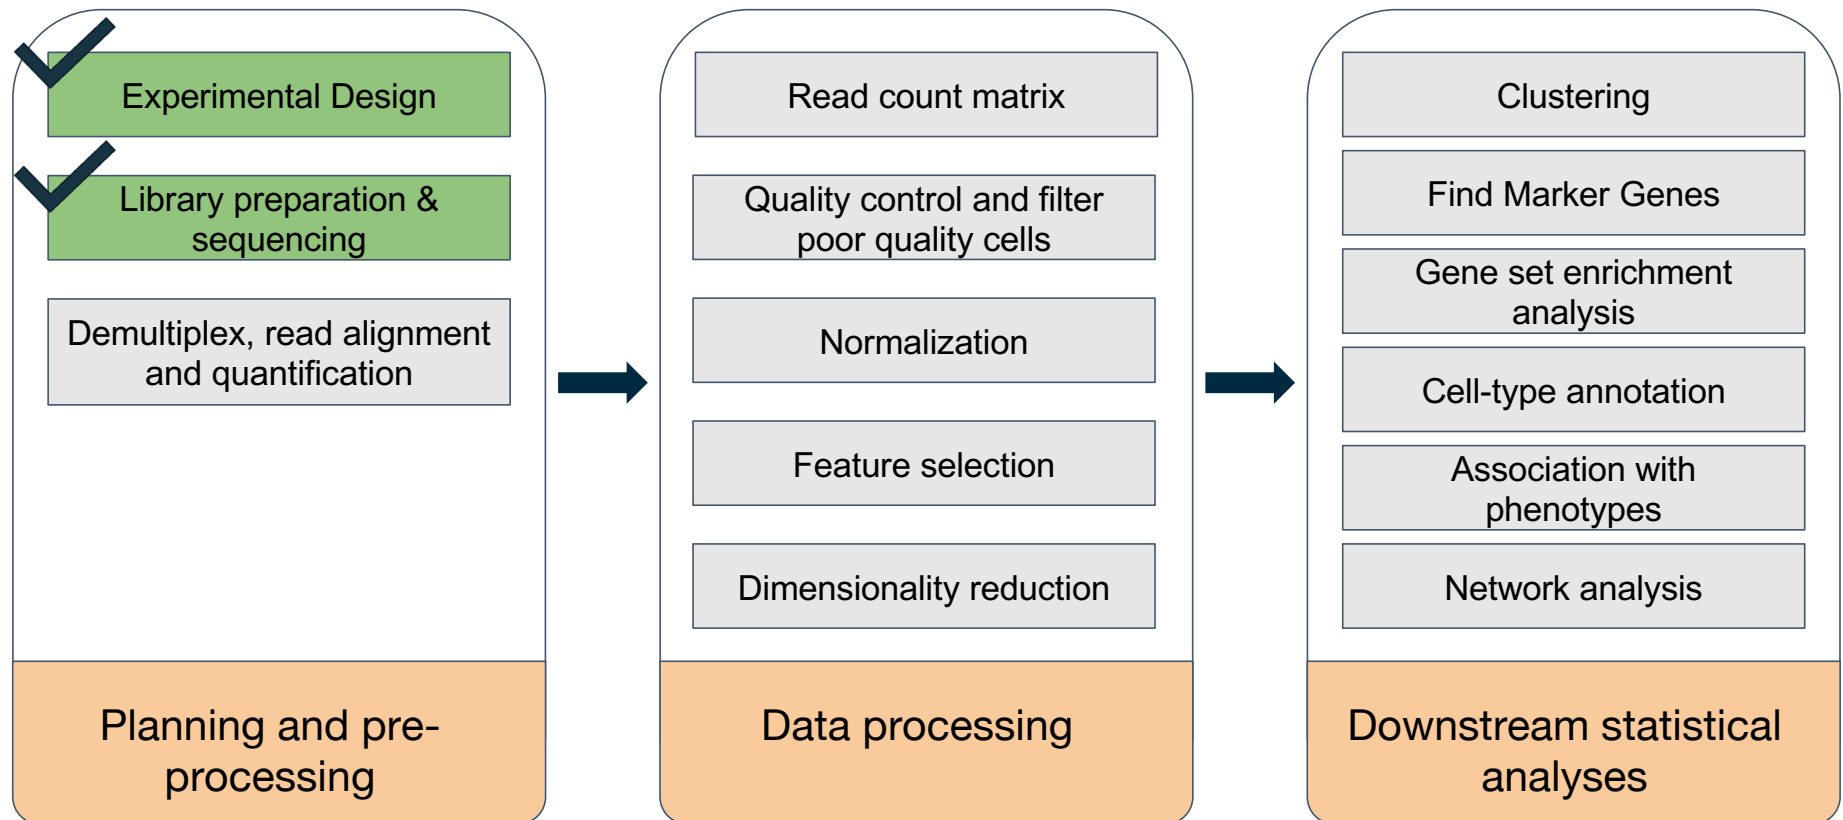 Experimental Design
Library preparation &
sequencing
Demultiplex, read alignment
and quantification
Planning and pre-
processing
Read count matrix
Quality control and filter
poor quality cells
Normalization
Feature selection
Dimensionality reduction
Data processing
Clustering
Find Marker Genes
Gene set enrichment
analysis
Cell-type annotation
Association with
phenotypes
Network analysis
Downstream statistical
analyses